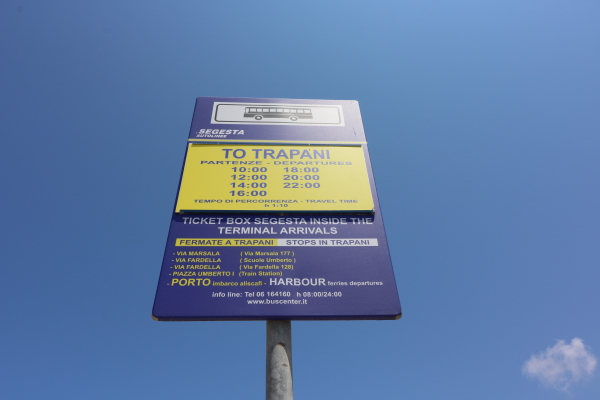 SEGESTA
AUTOLINEE
TO TRAPANI
PARTENZE - DEPARTURES
10:00 18:00
12:00 20:00
14:00 22:00
16:00
TEMPO DI PERCORRENZA - TRAVEL TIME
h 1:10
TICKET BOX SEGESTA INSIDE THE
TERMINAL ARRIVALS
FERMATE A TRAPANI STOPS IN TRAPANI
- VIA MARSALA ( Via Marsala 177 )
- VIA FARDELLA ( Scuole Umberto )
- VIA FARDELLA ( Via Fardella 128)
- PIAZZA UMBERTO I (Train Station)
- PORTO imbarco aliscafi - HARBOUR ferries departures
info line: Tel 06 164160 h 08:00/24:00
www.buscenter.it